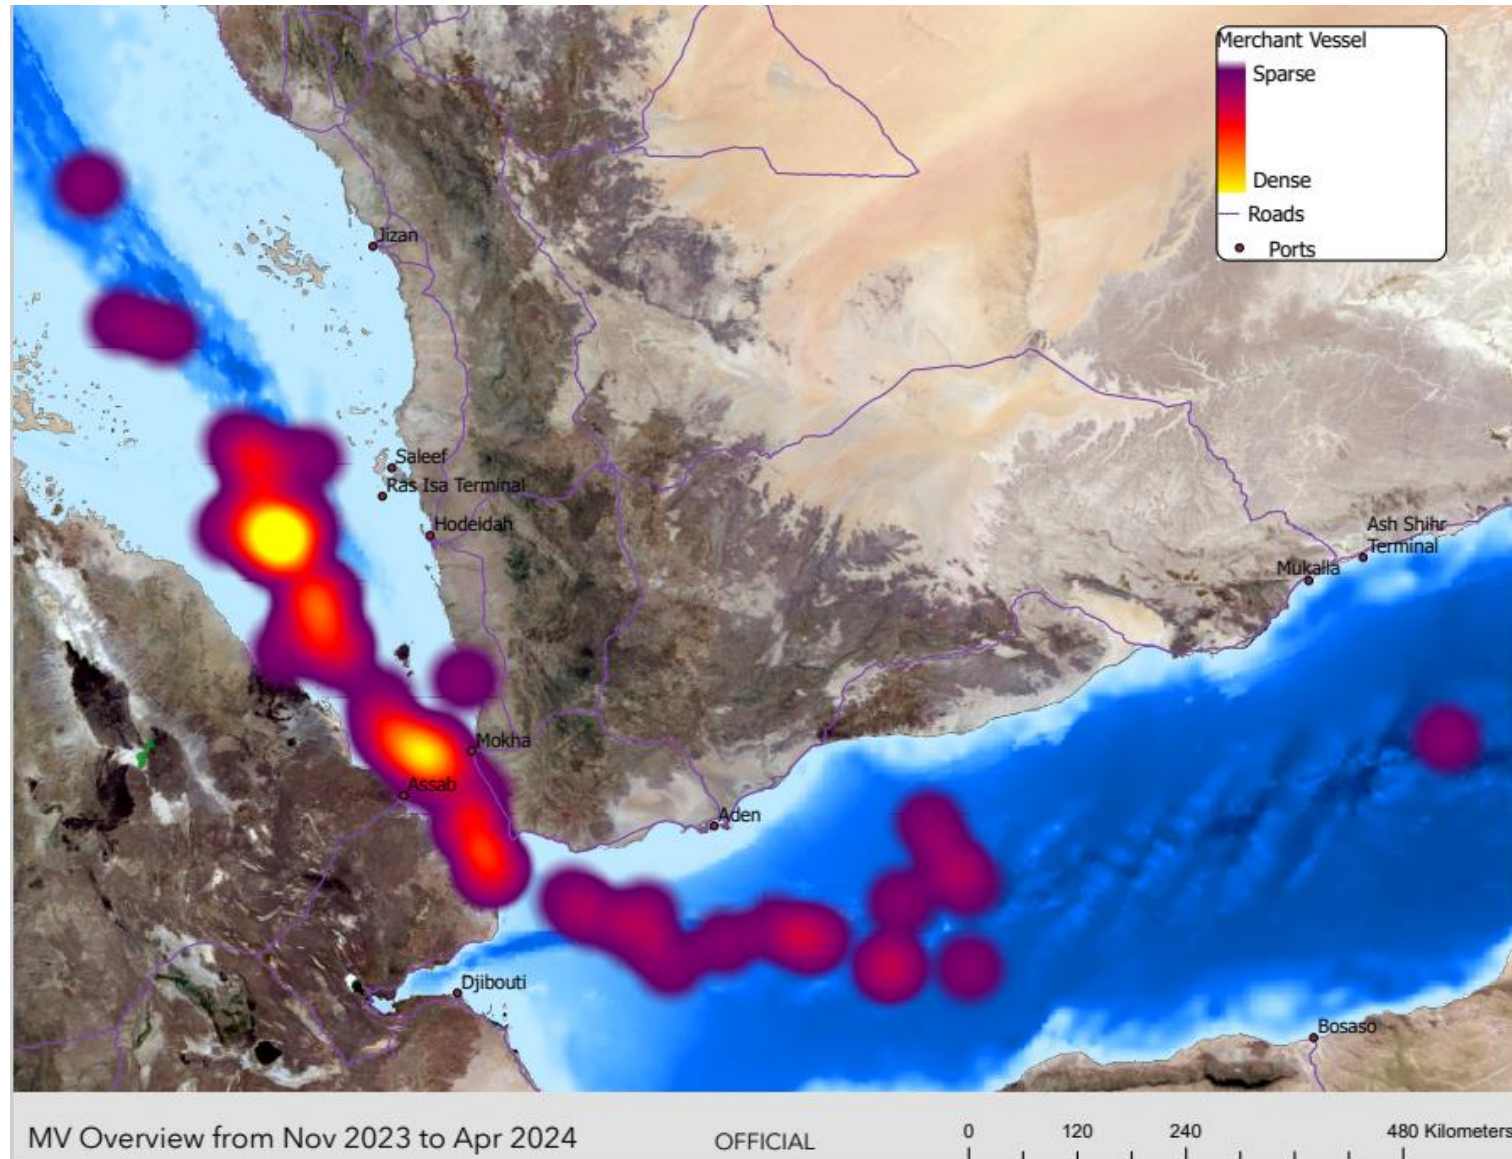 Merchant Vessel
Sparse
Dense
Roads
Ports
Jizan
Saleef
Ras Isa Terminal
Hodeidah
Ash Shihr
Terminal
Mukalla
Mokha
Assab
Aden
Djibouti
Bosaso
MV Overview from Nov 2023 to Apr 2024
OFFICIAL
0 120 240 480 Kilometers